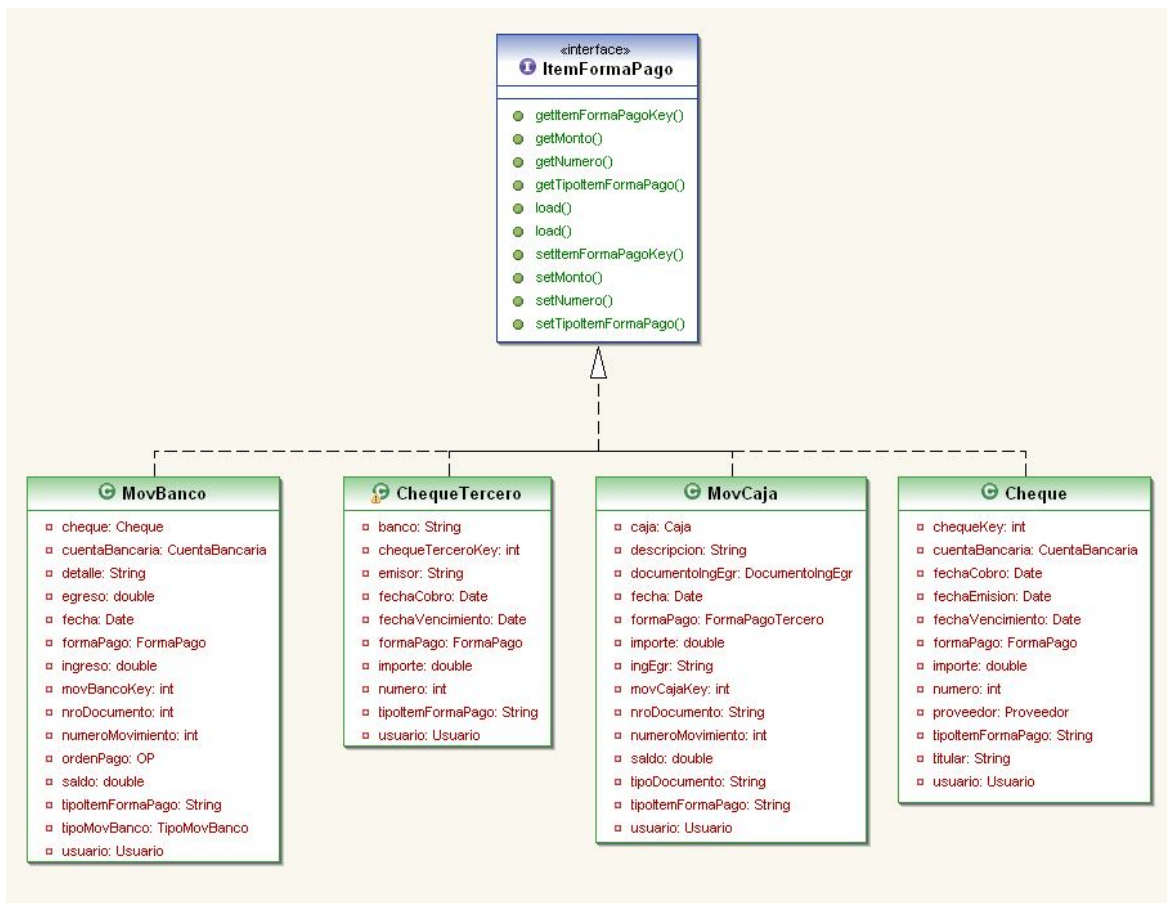 «interface»
ItemFormaPago
getItemFormaPagoKey()
getMonto()
getNumero()
getTipoItemFormaPago()
load()
load()
setItemFormaPagoKey()
setMonto()
setNumero()
setTipoItemFormaPago()
MovBanco
cheque: Cheque
cuentaBancaria: CuentaBancaria
detalle: String
egreso: double
fecha: Date
formaPago: FormaPago
ingreso: double
movBancoKey: int
nroDocumento: int
numeroMovimiento: int
ordenPago: OP
saldo: double
tipoItemFormaPago: String
tipoMovBanco: TipoMovBanco
usuario: Usuario
ChequeTercero
banco: String
chequeTerceroKey: int
emisor: String
fechaCobro: Date
fechaVencimiento: Date
formaPago: FormaPago
importe: double
numero: int
tipoItemFormaPago: String
usuario: Usuario
MovCaja
caja: Caja
descripcion: String
documentoIngEgr: DocumentoIngEgr
fecha: Date
formaPago: FormaPagoTercero
importe: double
ingEgr: String
movCajaKey: int
nroDocumento: String
numeroMovimiento: int
saldo: double
tipoDocumento: String
tipoItemFormaPago: String
usuario: Usuario
Cheque
chequeKey: int
cuentaBancaria: CuentaBancaria
fechaCobro: Date
fechaEmision: Date
fechaVencimiento: Date
formaPago: FormaPago
importe: double
numero: int
proveedor: Proveedor
tipoItemFormaPago: String
titular: String
usuario: Usuario